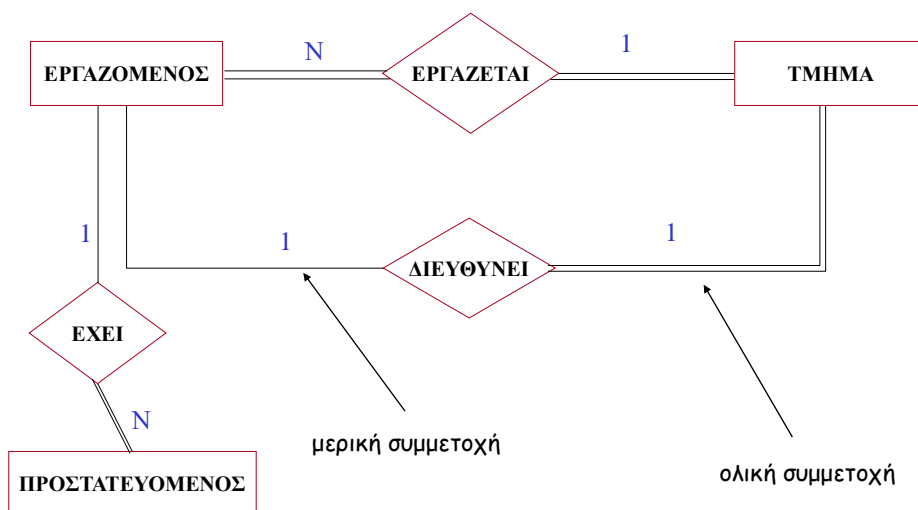 N
1
ΕΡΓΑΖΟΜΕΝΟΣ
ΕΡΓΑΖΕΤΑΙ
ΤΜΗΜΑ
1
1
1
ΔΙΕΥΘΥΝΕΙ
ΕΧΕΙ
N
μερική συμμετοχή
ολική συμμετοχή
ΠΡΟΣΤΑΤΕΥΟΜΕΝΟΣ